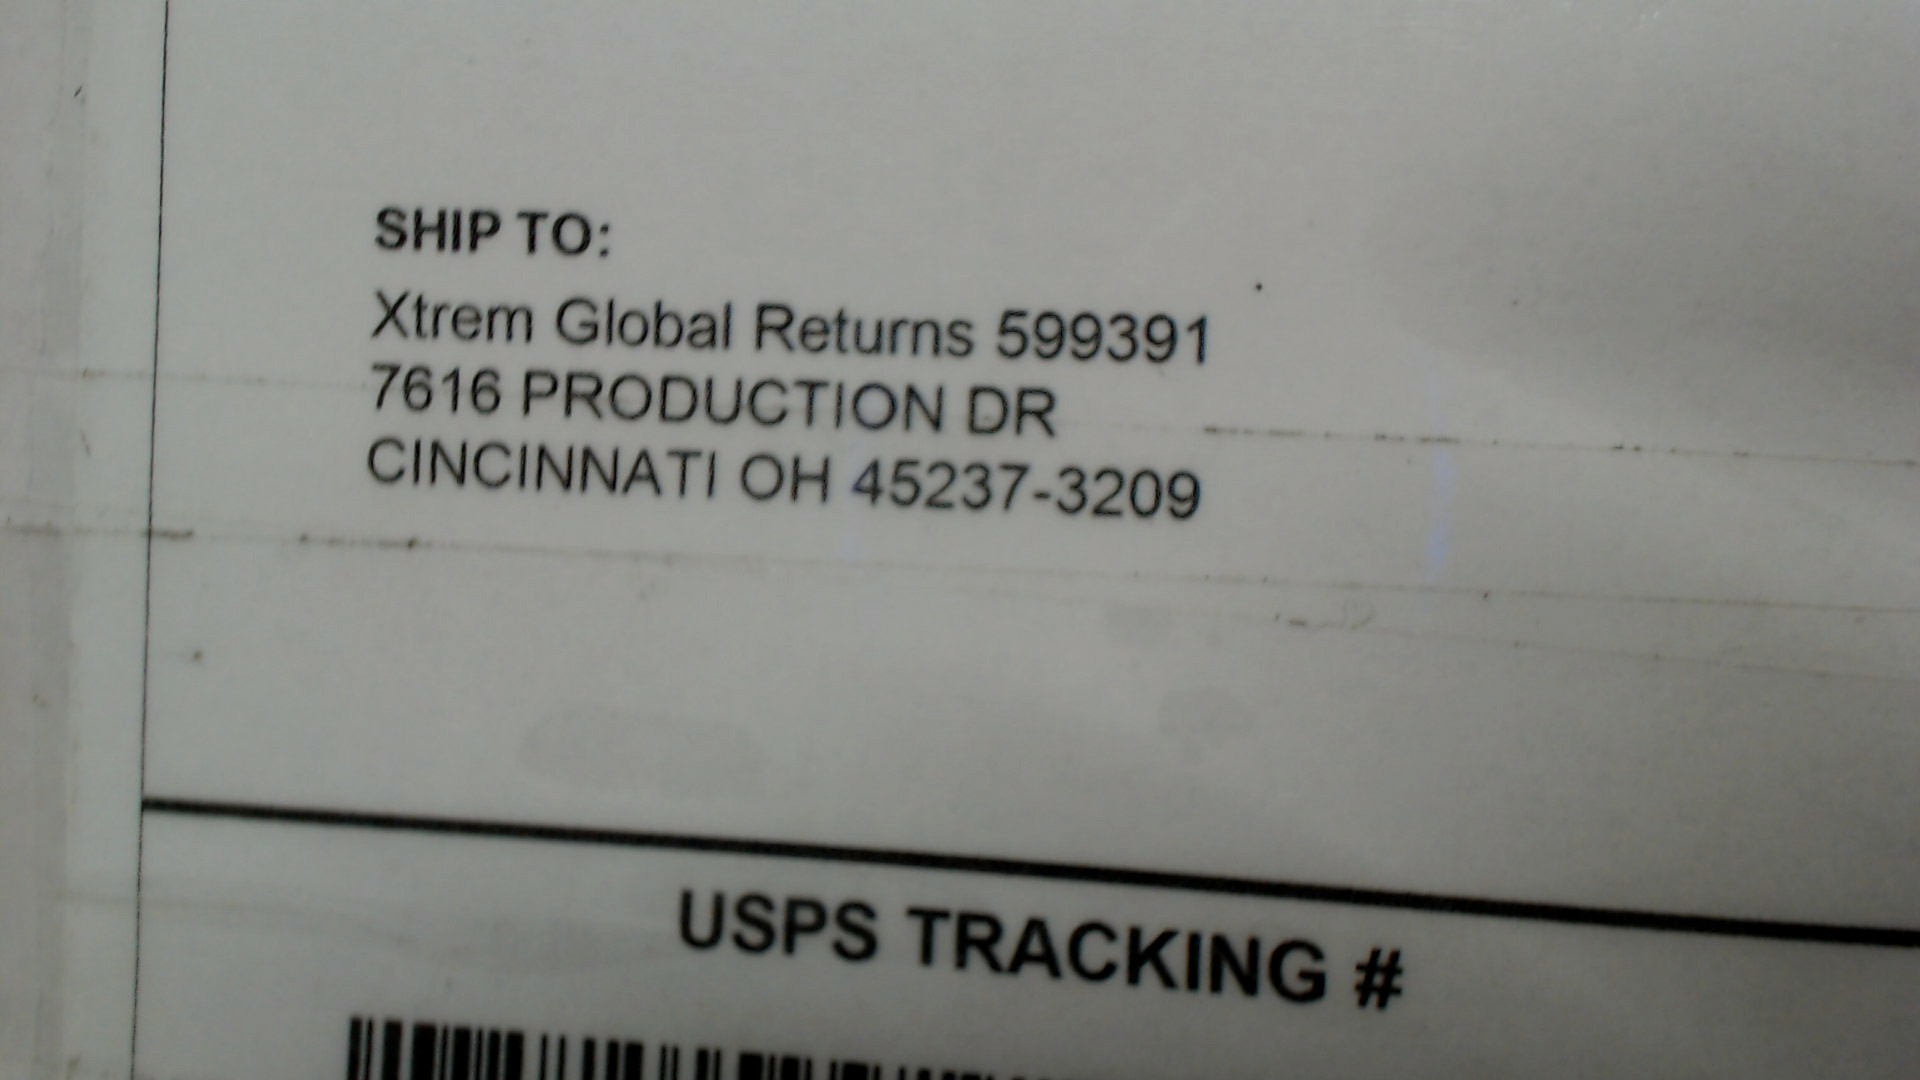 SHIP TO:
Xtrem Global Returns 599391
7616 PRODUCTION DR
CINCINNATI OH 45237-3209
USPS TRACKING #